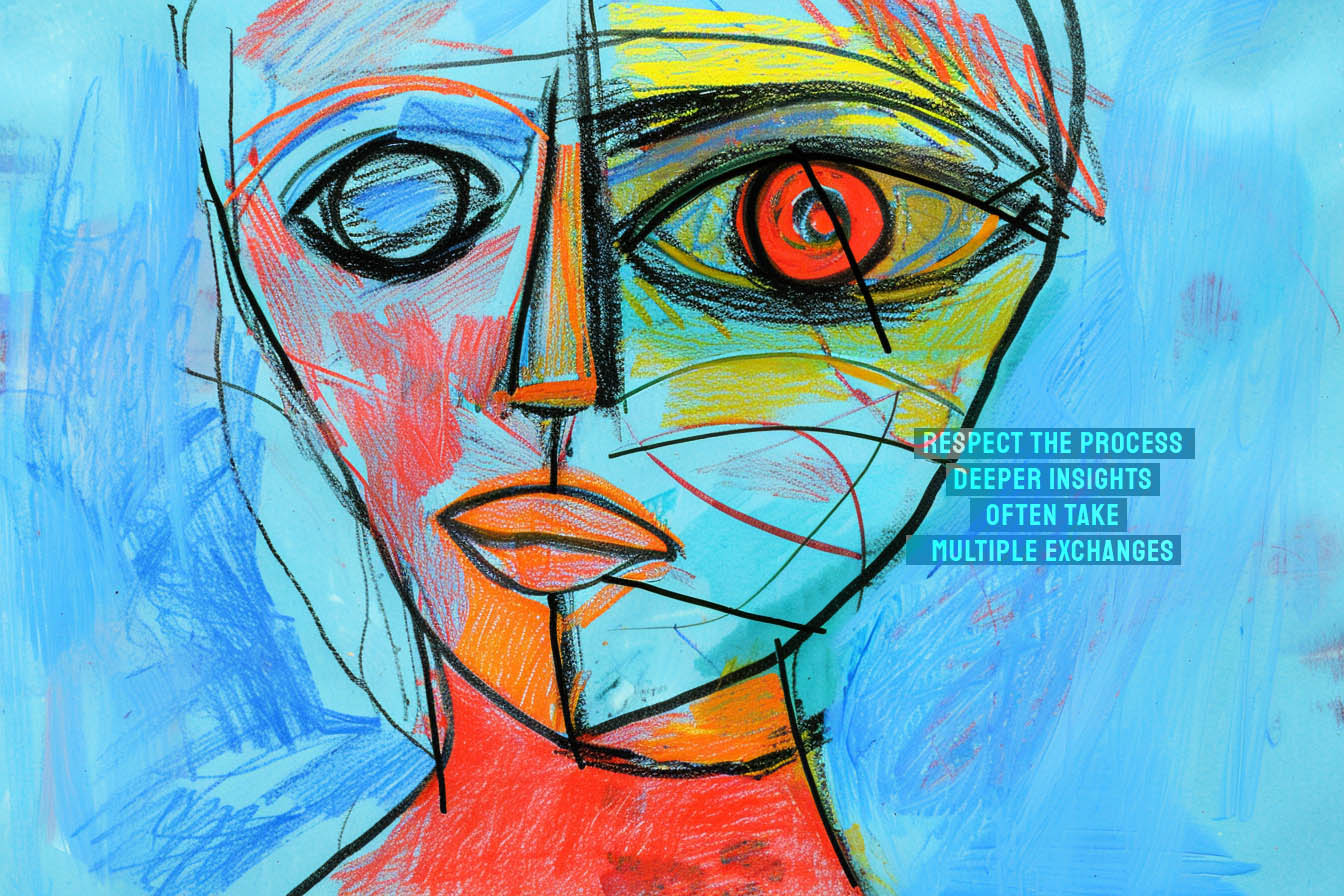 RESPECT THE PROCESS
DEEPER INSIGHTS
OFTEN TAKE
MULTIPLE EXCHANGES